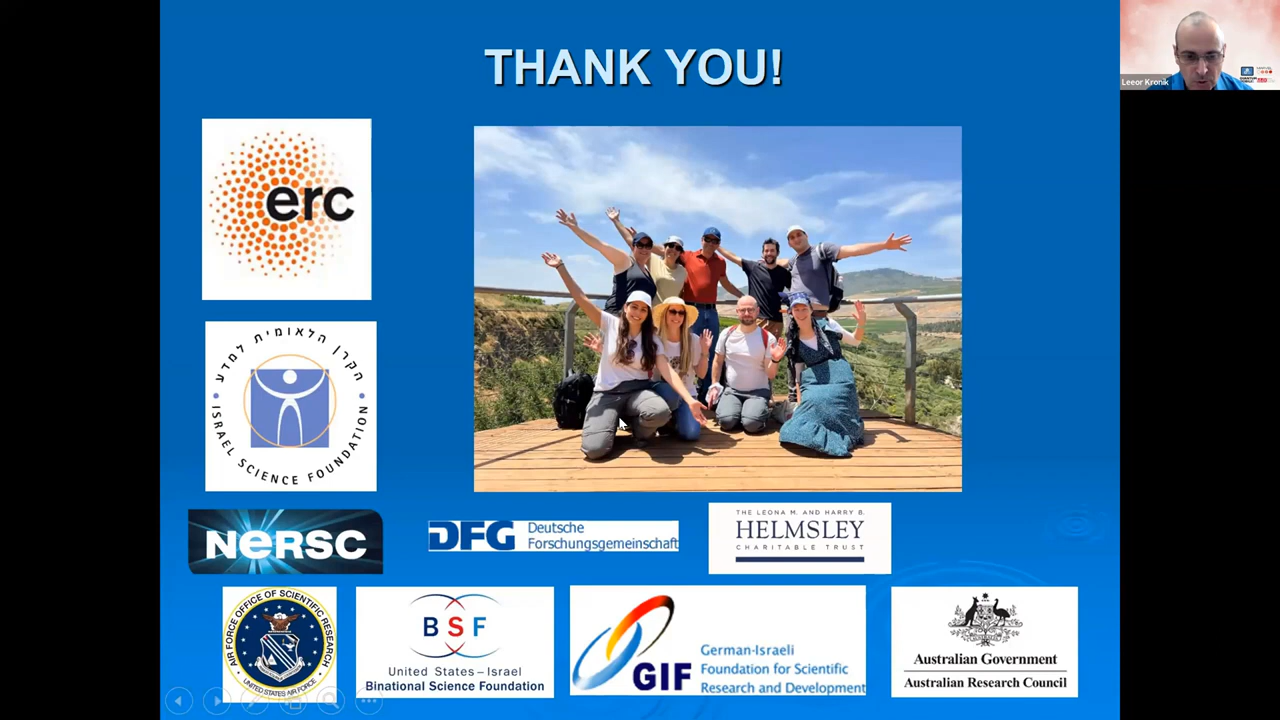 THANK YOU!
Leeor Kronik
erc
הקרן הלאומית למדע
ISRAEL SCIENCE FOUNDATION
NERSC
DFG Deutsche
Forschungsgemeinschaft
THE LEONA M. AND HARRY B.
HELMSLEY
CHARITABLE TRUST
AIR FORCE OFFICE OF SCIENTIFIC RESEARCH
UNITED STATES AIR FORCE
BSF
United States – Israel
Binational Science Foundation
GIF
German-Israeli
Foundation for Scientific
Research and Development
Australian Government
Australian Research Council